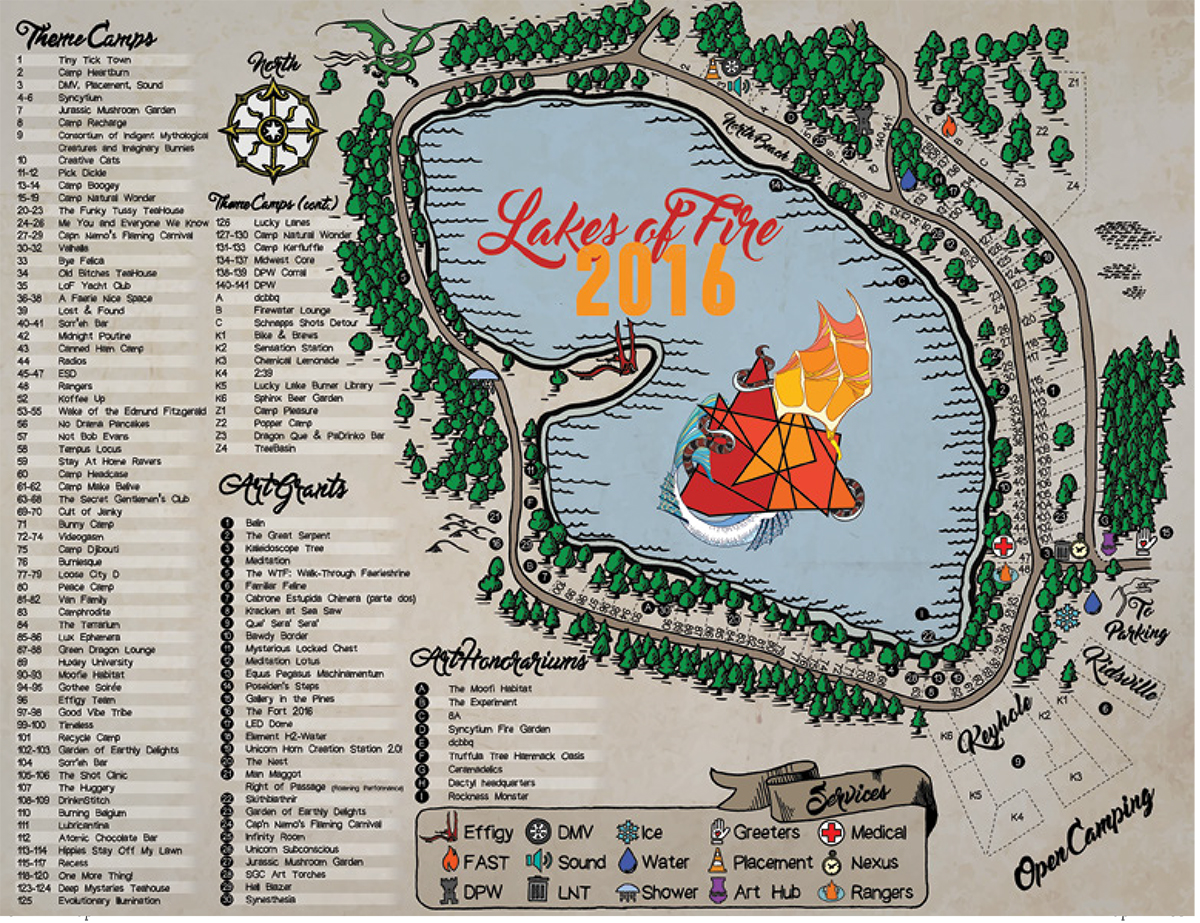 Theme Camps
1 Tiny Tick Town
2 Camp Heartburn
3 DMV, Placement, Sound
4-6 Syncytium
7 Jurassic Mushroom Garden
8 Camp Recharge
9 Consortium of Indigent Mythological
Creatures and Imaginary Bunnies
10 Creative Cats
11-12 Pick Dickle
13-14 Camp Boogey
15-19 Camp Natural Wonder
20-23 The Funky Tussy TeaHouse
24-26 Me You and Everyone We Know
27-29 Capn Nemo's Flaming Carnival
30-32 Valhalla
33 Bye Felica
34 Old Bitches TeaHouse
35 LoF Yacht Club
36-38 A Faerie Nice Space
39 Lost & Found
40-41 Sorr'eh Bar
42 Midnight Poutine
43 Canned Ham Camp
44 Radios
45-47 ESD
48 Rangers
52 Koffee Up
53-55 Wake of the Edmund Fitzgerald
56 No Drama Pancakes
57 Not Bob Evans
58 Tempus Locus
59 Stay At Home Ravers
60 Camp Headcase
61-62 Camp Make Belive
63-68 The Secret Gentlemen's Club
69-70 Cult of Jenky
71 Bunny Camp
72-74 Videogasm
75 Camp Djibouti
76 Burnlesque
77-79 Loose City D
80 Peace Camp
81-82 Van Family
83 Camphrodite
84 The Terrarium
85-86 Lux Ephemera
87-88 Green Dragon Lounge
89 Huxley University
90-93 Moofie Habitat
94-95 Gothee Soirée
96 Effigy Team
97-98 Good Vibe Tribe
99-100 Timeless
101 Recycle Camp
102-103 Garden of Earthly Delights
104 Sorr'eh Bar
105-106 The Shot Clinic
107 The Huggery
108-109 DrinknStitch
110 Burning Belgium
111 Lubricantina
112 Atomic Chocolate Bar
113-114 Hippies Stay Off My Lawn
115-117 Recess
118-120 One More Thing!
123-124 Deep Mysteries Teahouse
125 Evolutionary Illumination
North
Theme Camps (cont.)
126 Lucky Lanes
127-130 Camp Natural Wonder
131-133 Camp Kerfluffle
134-137 Midwest Core
138-139 DPW Corral
140-141 DPW
A dcbbq
B Firewater Lounge
C Schnapps Shots Detour
K1 Bike & Brews
K2 Sensation Station
K3 Chemical Lemonade
K4 2:39
K5 Lucky Lake Burner Library
K6 Sphinx Beer Garden
Z1 Camp Pleasure
Z2 Popper Camp
Z3 Dragon Que & PaDrinko Bar
Z4 TreeBasin
Art Grants
1 Balin
2 The Great Serpent
3 Kaleidoscope Tree
4 Meditation
5 The WTF: Walk-Through Faerieshrine
6 Familiar Feline
7 Cabrone Estupida Chimera (parte dos)
8 Kracken at Sea Saw
9 Que' Sera' Sera'
10 Bawdy Border
11 Mysterious Locked Chest
12 Meditation Lotus
13 Equus Pegasus Machinamentum
14 Poseiden's Steps
15 Gallery in the Pines
16 The Fort 2016
17 LED Dome
18 Element H2-Water
19 Unicorn Horn Creation Station 2.0!
20 The Nest
21 Man Maggot
Right of Passage (Roaming Performance)
22 Skithblathnir
23 Garden of Earthly Delights
24 Cap'n Nemo's Flaming Carnival
25 Infinity Room
26 Unicorn Subconscious
27 Jurassic Mushroom Garden
28 SGC Art Torches
29 Hail Blazer
30 Synesthesia
Art Honorariums
A The Moofi Habitat
B The Experiment
C 8A
D Syncytium Fire Garden
E dcbbq
F Truffula Tree Hammock Oasis
G Ceramadelics
H Dactyl headquarters
I Rockness Monster
Lakes of Fire
2016
North Beach
Z1
Z2
Z3
Z4
To
Parking
Kidsville
Keyhole
K1
K2
K3
K4
K5
K6
9
Open Camping
Services
Effigy DMV Ice Greeters Medical
FAST Sound Water Placement Nexus
DPW LNT Shower Art Hub Rangers